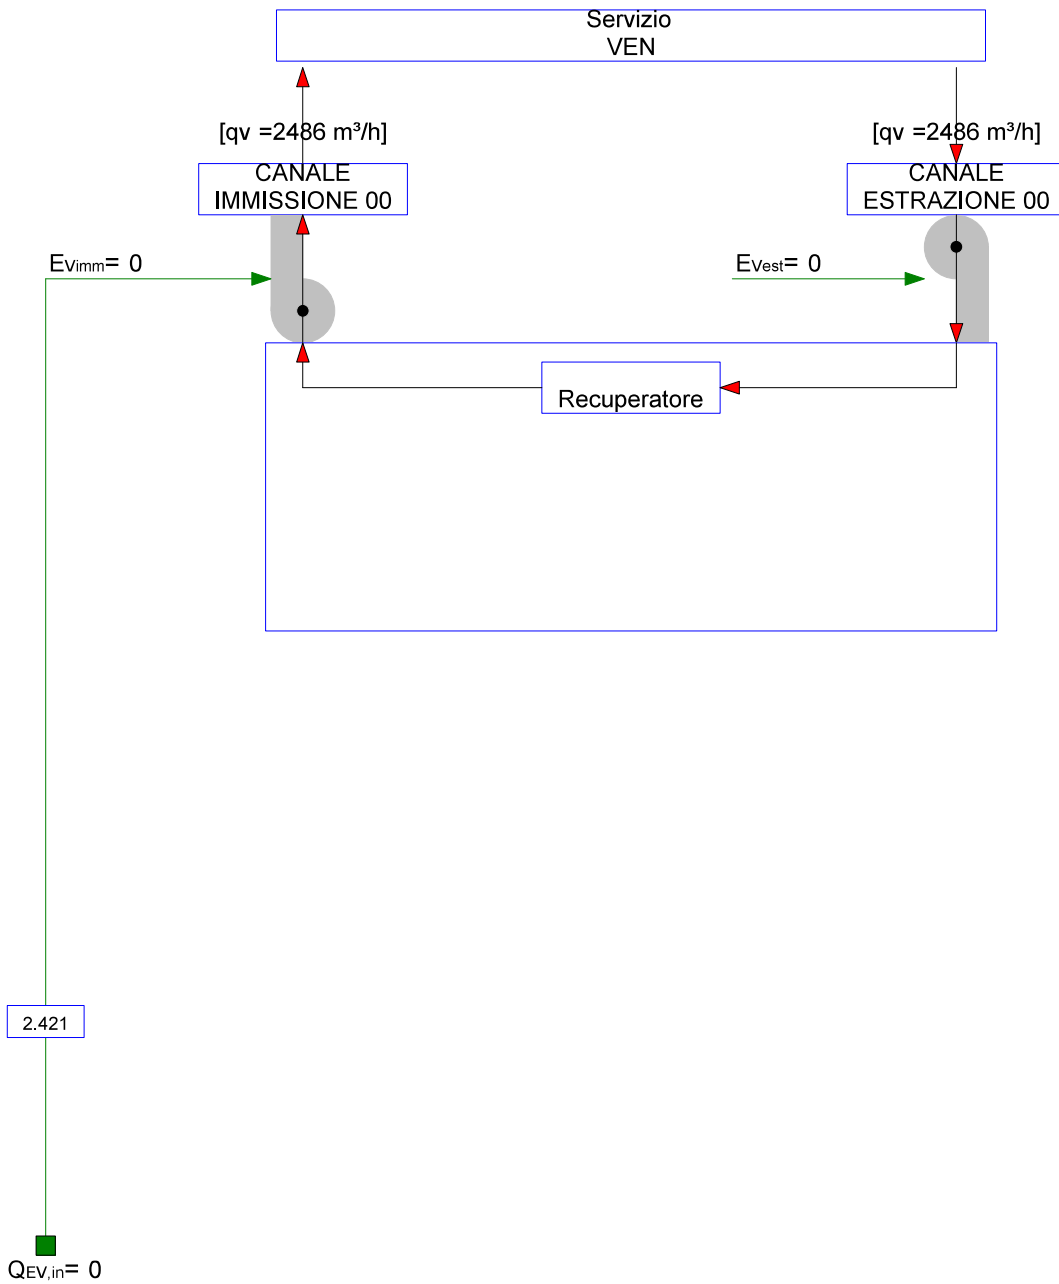 Servizio
VEN
[qv =2486 m³/h]
[qv =2486 m³/h]
CANALE
IMMISSIONE 00
CANALE
ESTRAZIONE 00
EVimm= 0
EVest= 0
Recuperatore
2.421
QEV,in= 0